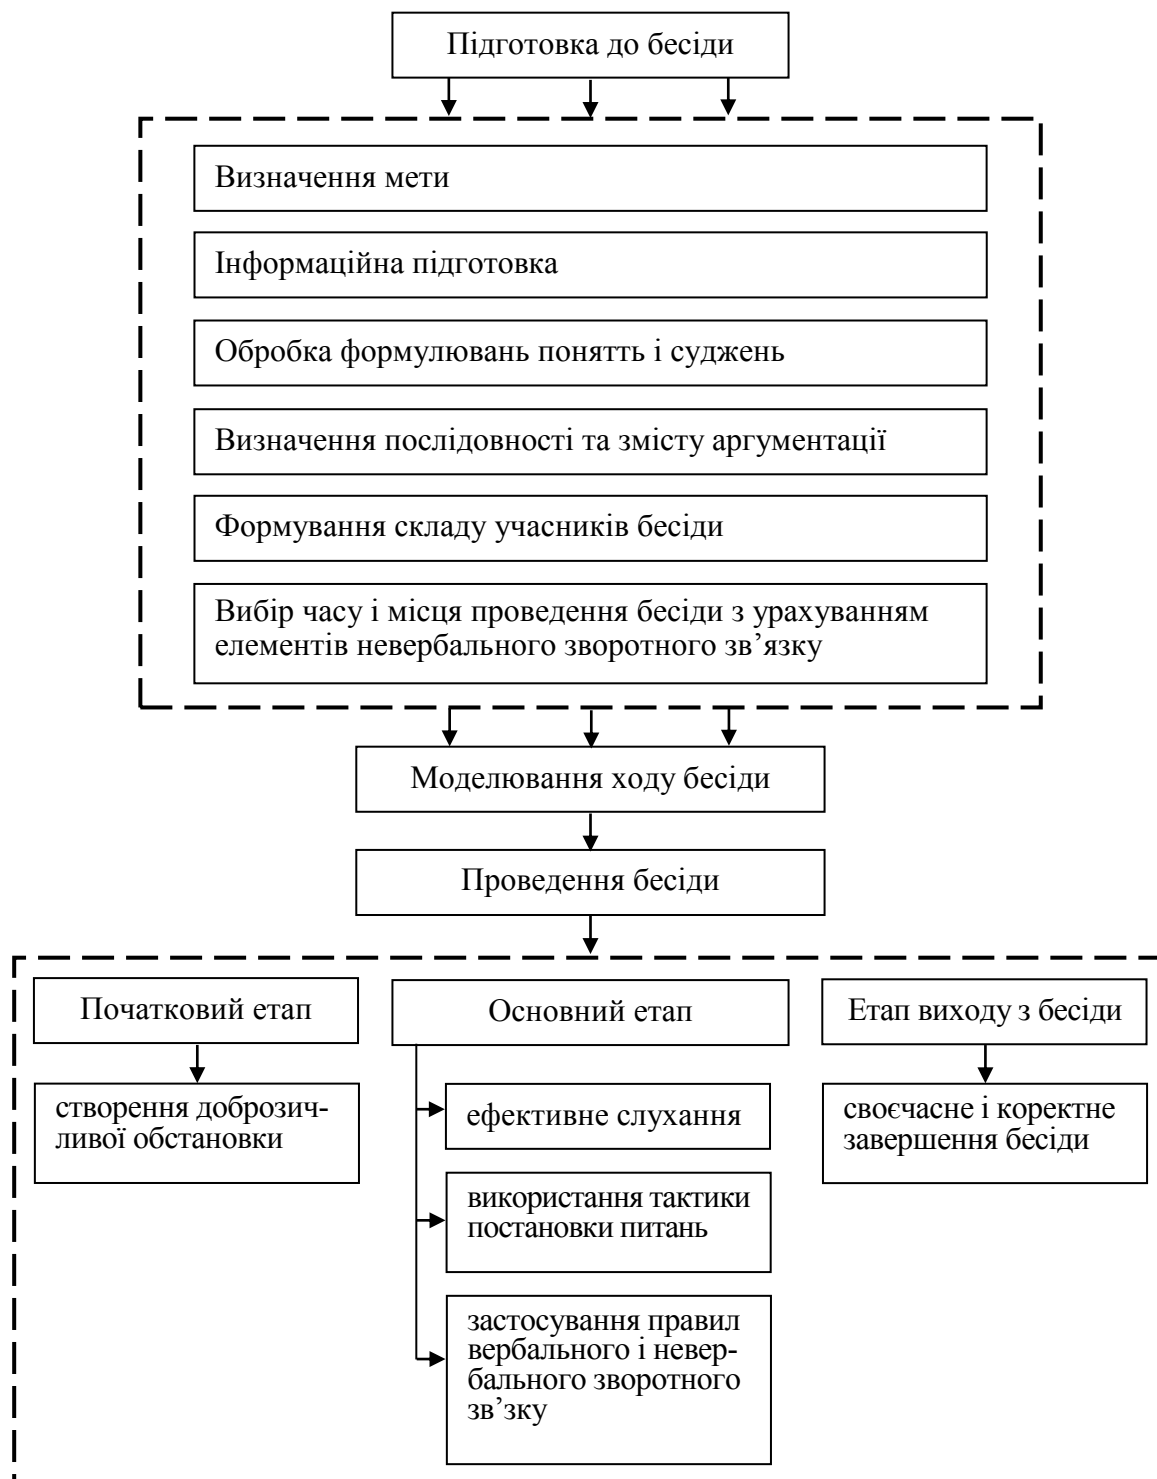 Підготовка до бесіди
Визначення мети
Інформаційна підготовка
Обробка формулювань понятть і суджень
Визначення послідовності та змісту аргументації
Формування складу учасників бесіди
Вибір часу і місця проведення бесіди з урахуванням
елементів невербального зворотного зв’язку
Моделювання ходу бесіди
Проведення бесіди
Початковий етап
створення доброзич-
ливої обстановки
Основний етап
ефективне слухання
використання тактики
постановки питань
застосування правил
вербального і невер-
бального зворотного
зв’зку
Етап виходу з бесіди
своєчасне і коректне
завершення бесіди